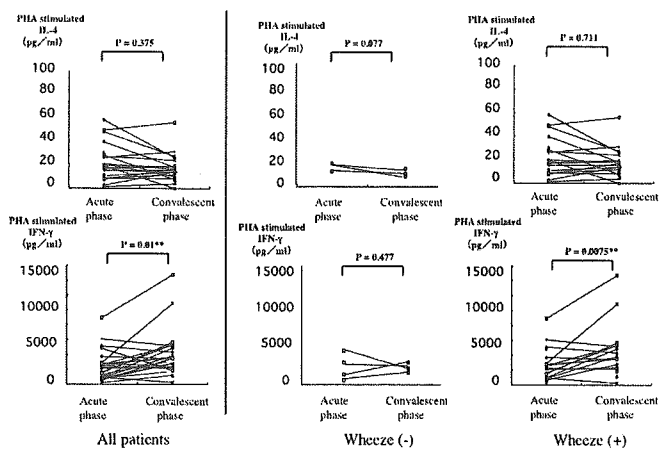 PHA stimulated
IL-4
(pg/ml)
P = 0.375
100
80
60
40
20
0
Acute
phase
Convalescent
phase
PHA stimulated
IL-4
(pg/ml)
P = 0.077
100
80
60
40
20
0
Acute
phase
Convalescent
phase
PHA stimulated
IL-4
(pg/ml)
P = 0.711
100
80
60
40
20
0
Acute
phase
Convalescent
phase
PHA stimulated
IFN-γ
(pg/ml)
P = 0.01**
15000
10000
5000
0
Acute
phase
Convalescent
phase
All patients
PHA stimulated
IFN-γ
(pg/ml)
P = 0.477
15000
10000
5000
0
Acute
phase
Convalescent
phase
Wheeze (-)
PHA stimulated
IFN-γ
(pg/ml)
P = 0.0075**
15000
10000
5000
0
Acute
phase
Convalescent
phase
Wheeze (+)